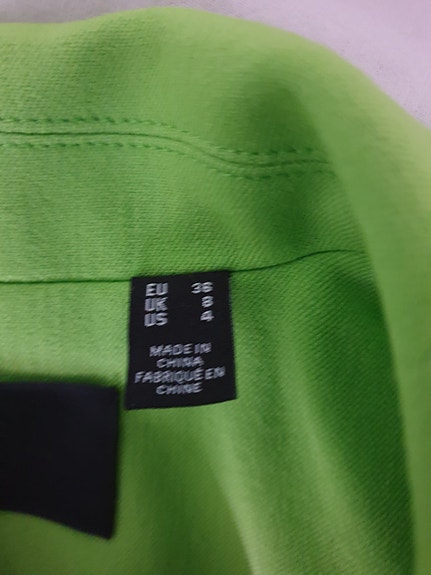 EU 36
UK 8
US 4
MADE IN
CHINA
FABRIQUÉ EN
CHINE